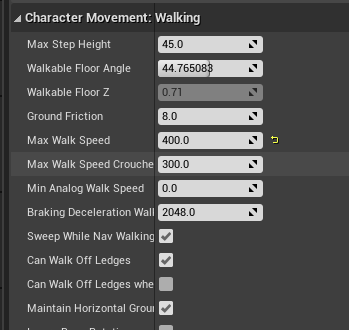 Character Movement: Walking
Max Step Height 45.0
Walkable Floor Angle 44.765083
Walkable Floor Z 0.71
Ground Friction 8.0
Max Walk Speed 400.0
Max Walk Speed Crouche 300.0
Min Analog Walk Speed 0.0
Braking Deceleration Wall 2048.0
Sweep While Nav Walking
Can Walk Off Ledges
Can Walk Off Ledges whe
Maintain Horizontal Groun